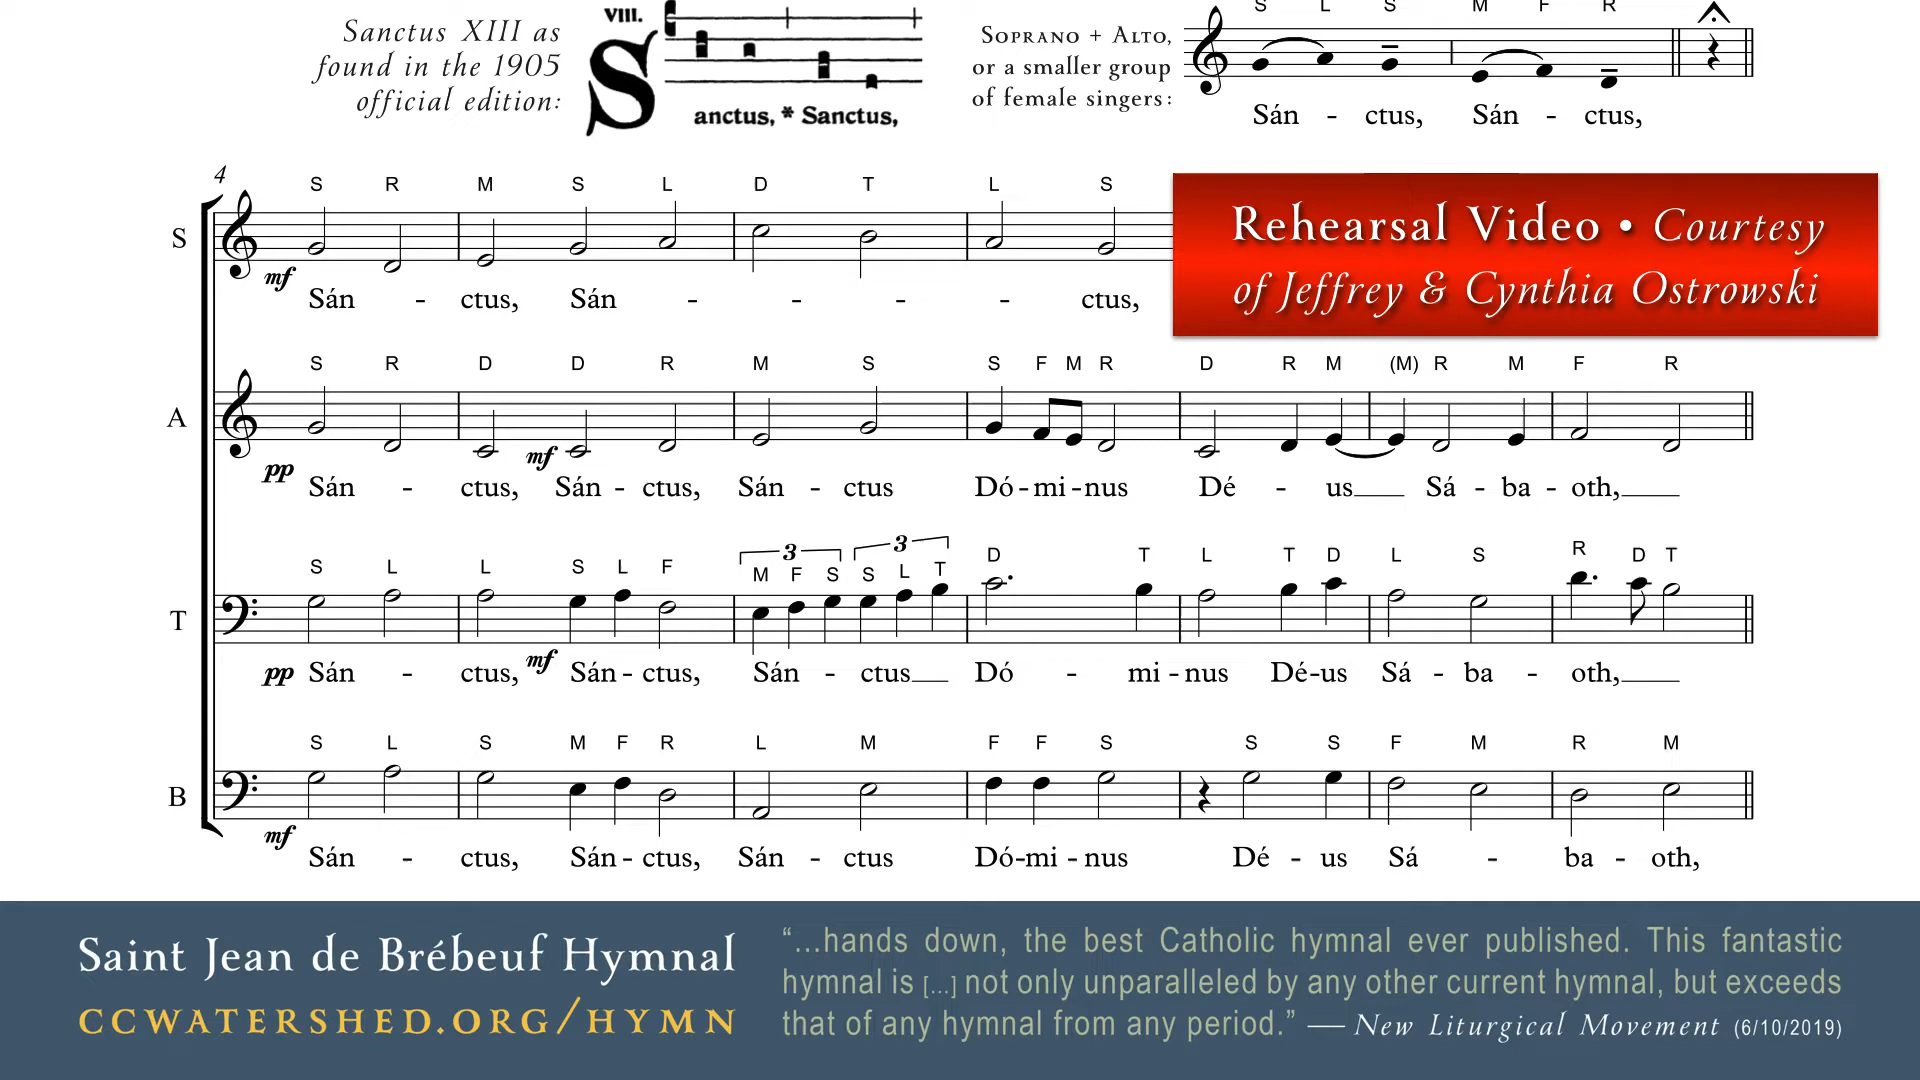 Sanctus XIII as
found in the 1905
official edition:
VIII.
Sanctus, * Sanctus,
Soprano + Alto,
or a smaller group
of female singers:
S L S M F R
Sán - ctus, Sán - ctus,
4
S R M S L D T L S
S
mf
Sán - ctus, Sán - - - - ctus,
Rehearsal Video • Courtesy
of Jeffrey & Cynthia Ostrowski
S R D D R M S S F M R D R M (M) R M F R
A
pp mf
Sán - ctus, Sán - ctus, Sán - ctus Dó-mi-nus Dé - us Sá - ba - oth,
3 3
S L L S L F M F S S L T D T L T D L S R D T
T
pp mf
Sán - ctus, Sán - ctus, Sán - ctus Dó - mi-nus Dé-us Sá - ba - oth,
S L S M F R L M F F S S S F M R M
B
mf
Sán - ctus, Sán - ctus, Sán - ctus Dó-mi-nus Dé - us Sá - ba - oth,
Saint Jean de Brébeuf Hymnal
CCWATERSHED.ORG/HYMN
“...hands down, the best Catholic hymnal ever published. This fantastic
hymnal is [...] not only unparalleled by any other current hymnal, but exceeds
that of any hymnal from any period.” — New Liturgical Movement (6/10/2019)